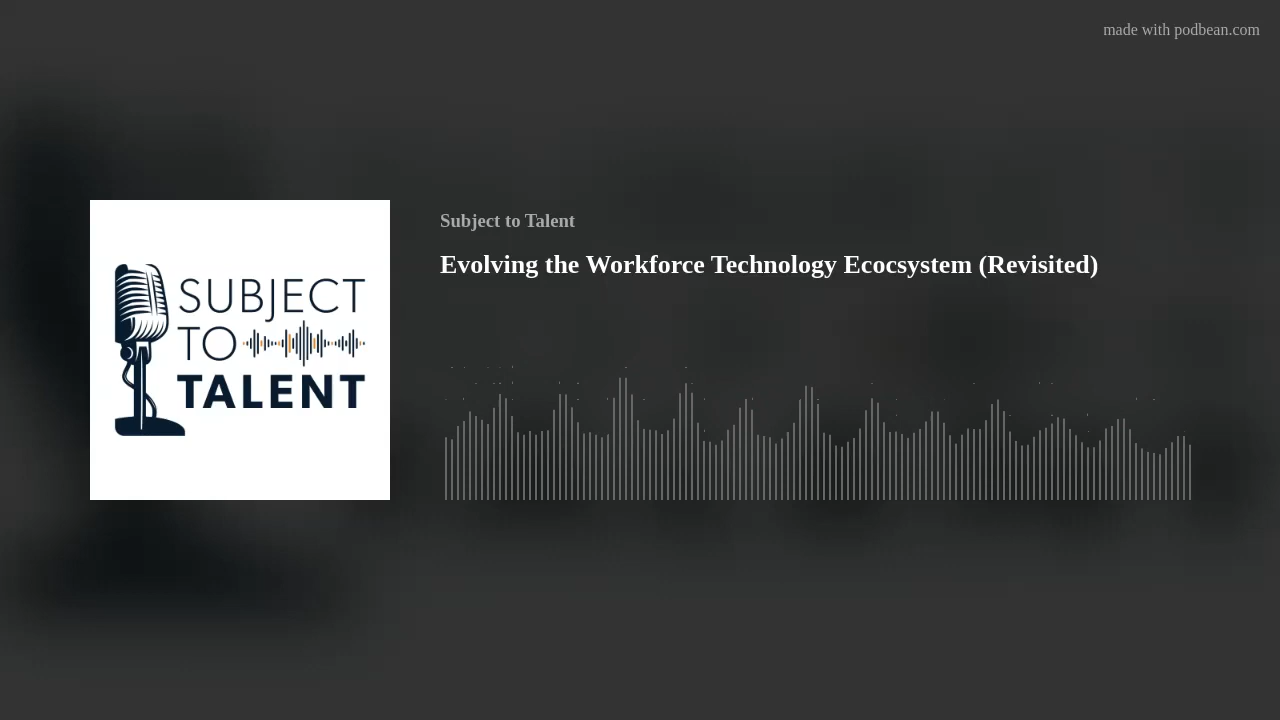 made with podbean.com
SUBJECT
TO
TALENT
Subject to Talent
Evolving the Workforce Technology Ecocsystem (Revisited)